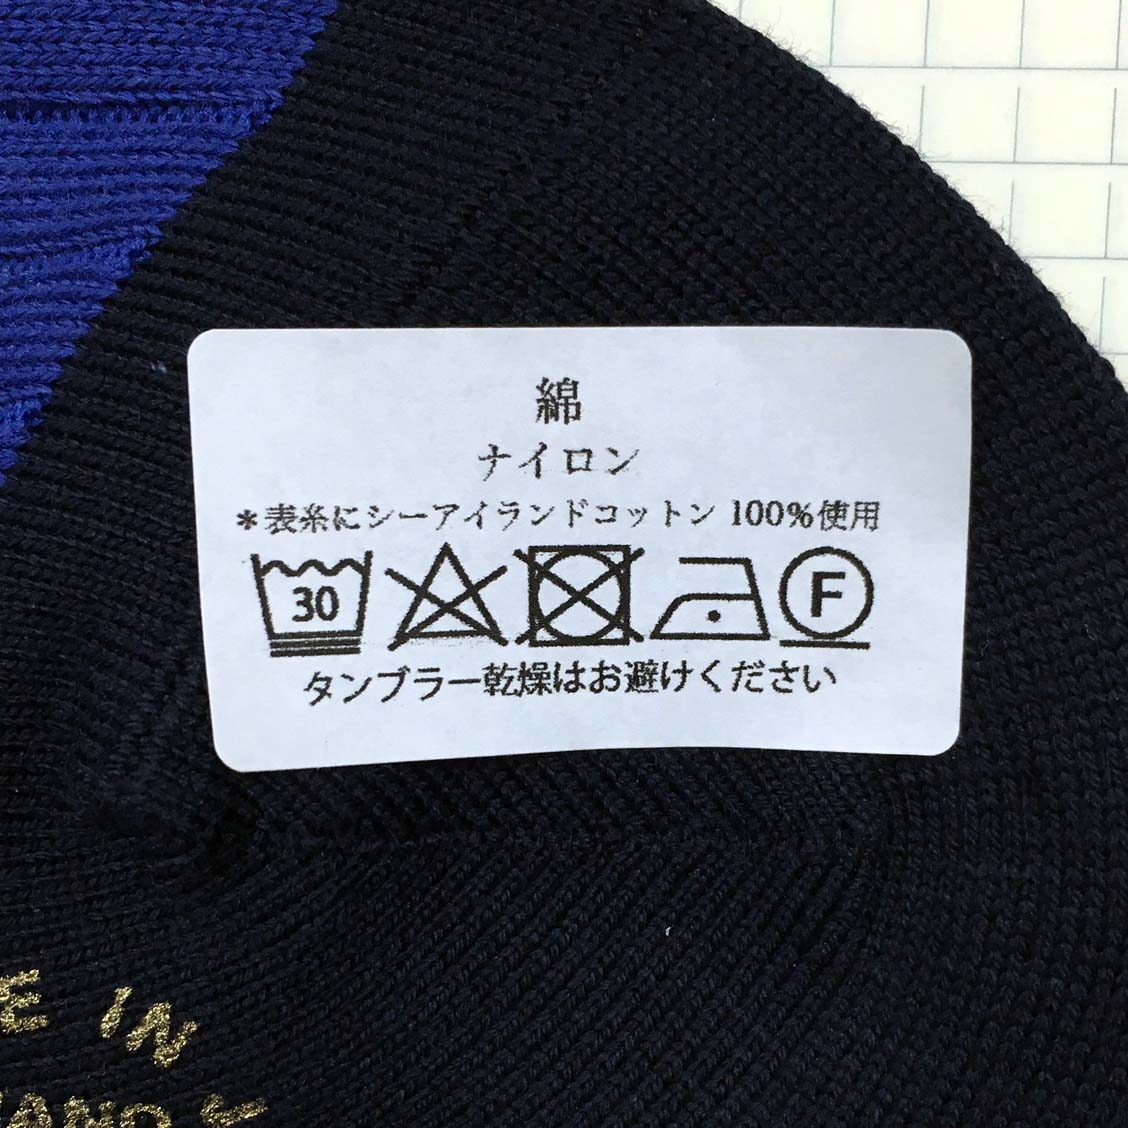 綿
ナイロン
＊表糸にシーアイランドコットン 100%使用
30 F
タンブラー乾燥はお避けください
E IN